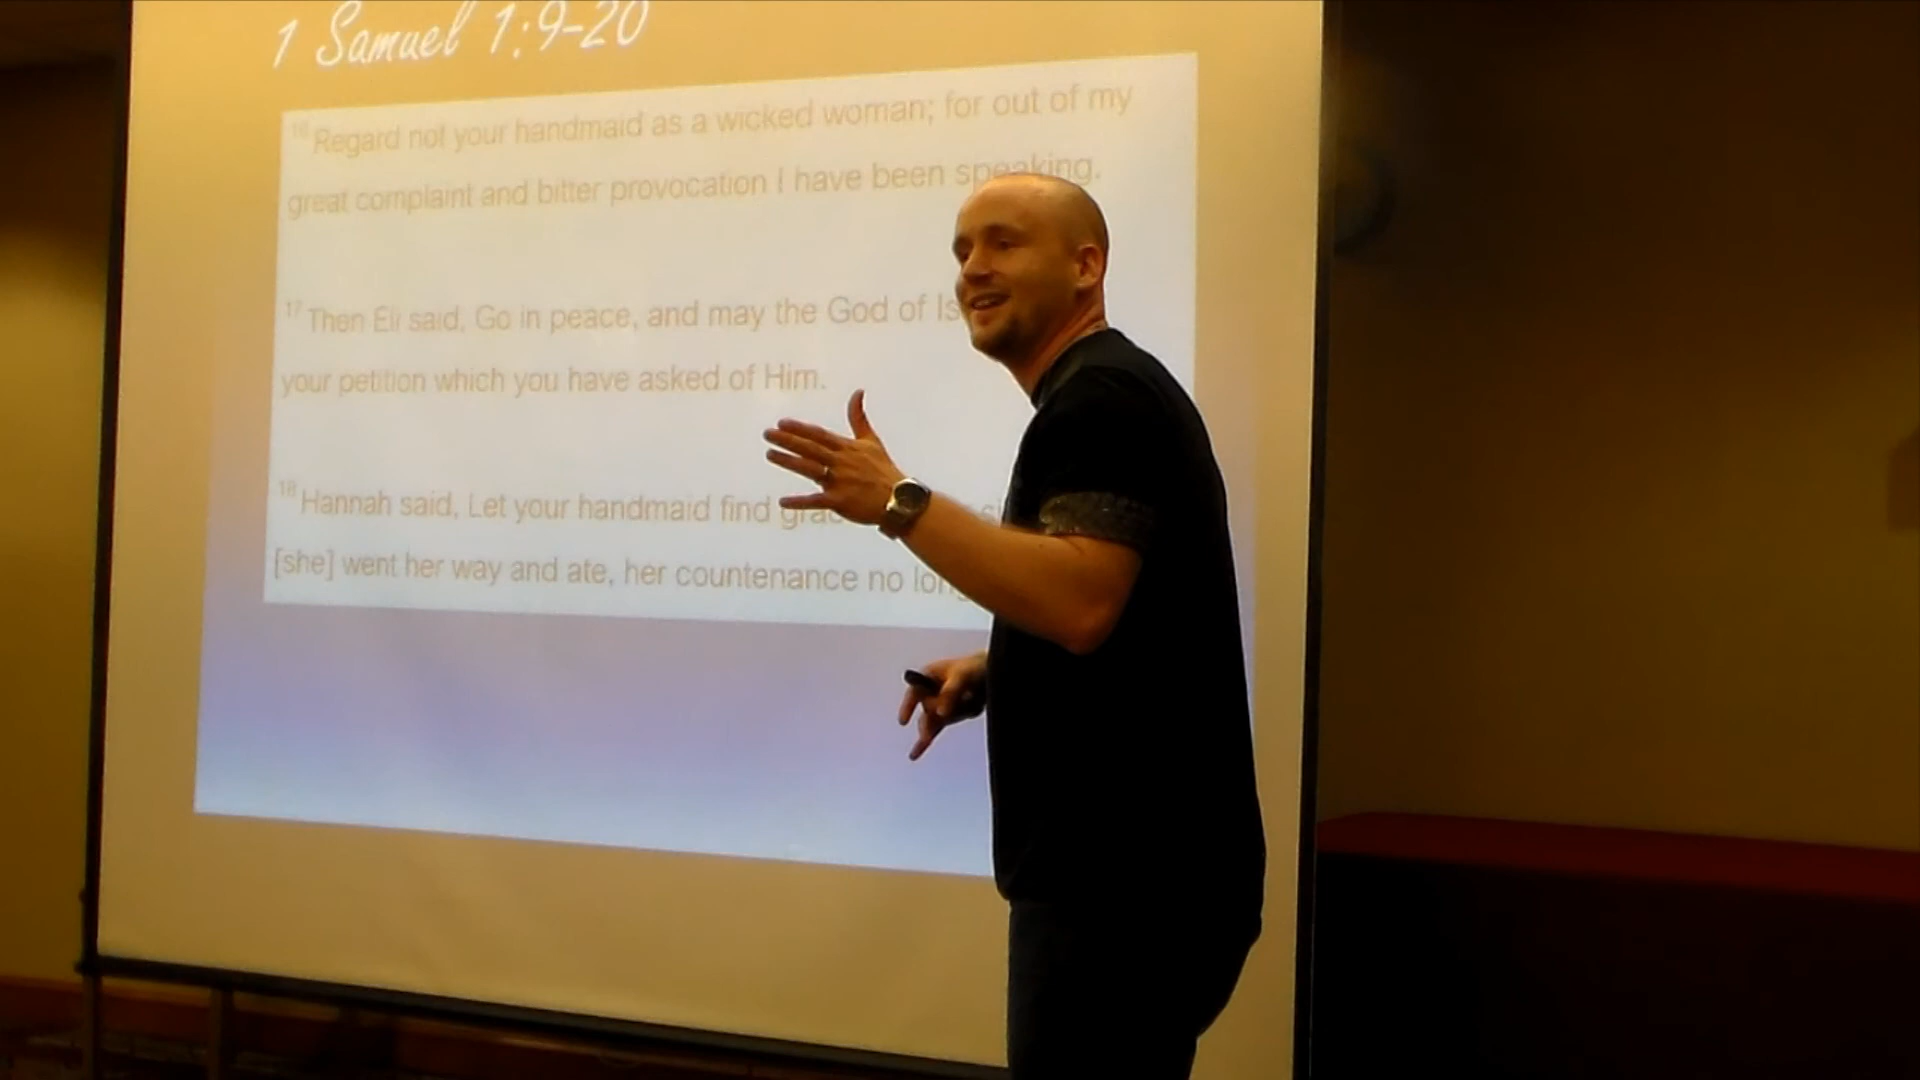 1 Samuel 1:9-20
16 Regard not your handmaid as a wicked woman; for out of my
great complaint and bitter provocation I have been speaking.
17 Then Eli said, Go in peace, and may the God of
your petition which you have asked of Him.
18 Hannah said, Let your handmaid find
[she] went her way and ate, her countenance no